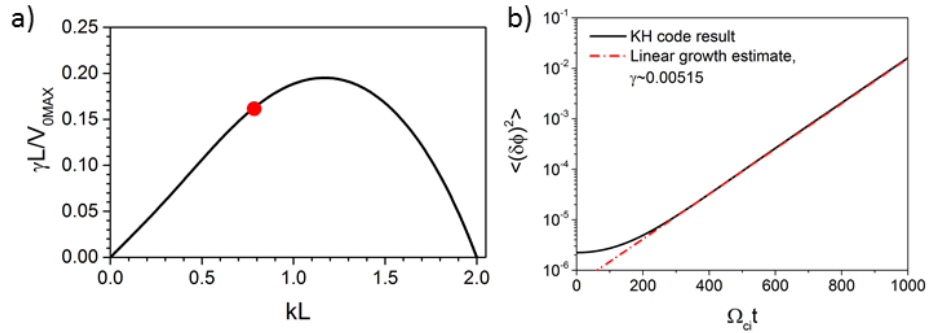 a)
0.25
0.20
0.15
0.10
0.05
0.00
γL/V0MAX
0.0 0.5 1.0 1.5 2.0
kL
b)
10-1
10-2
10-3
10-4
10-5
10-6
<(δϕ)2>
KH code result
Linear growth estimate,
γ~0.00515
0 200 400 600 800 1000
Ωcit